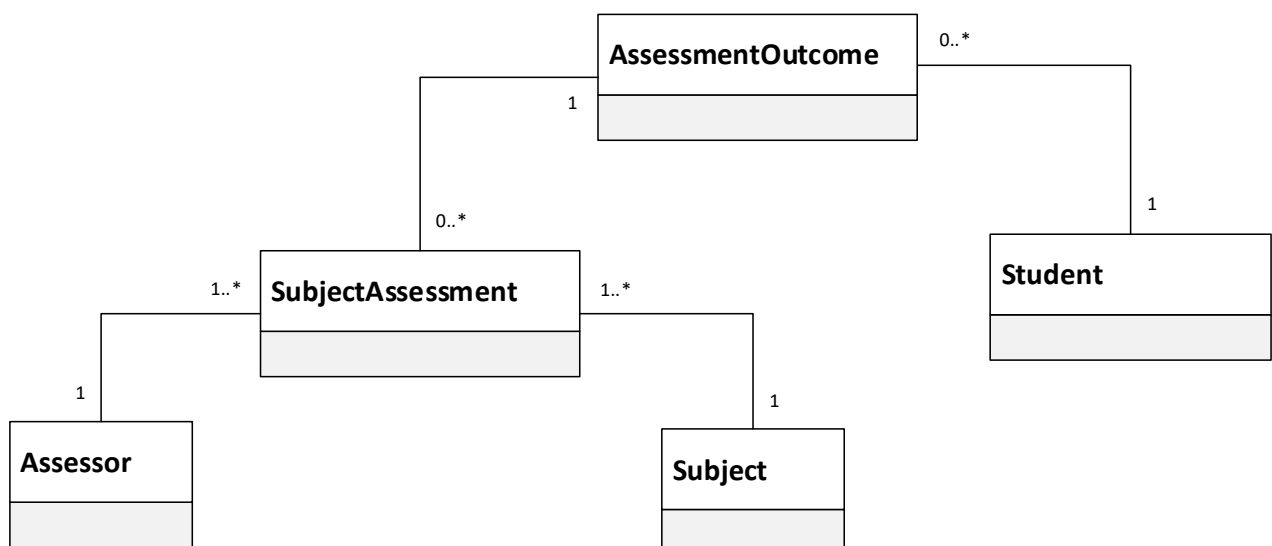 AssessmentOutcome
0..*
1
0..*
1
SubjectAssessment
1..*
1..*
Student
1
1
Assessor
Subject